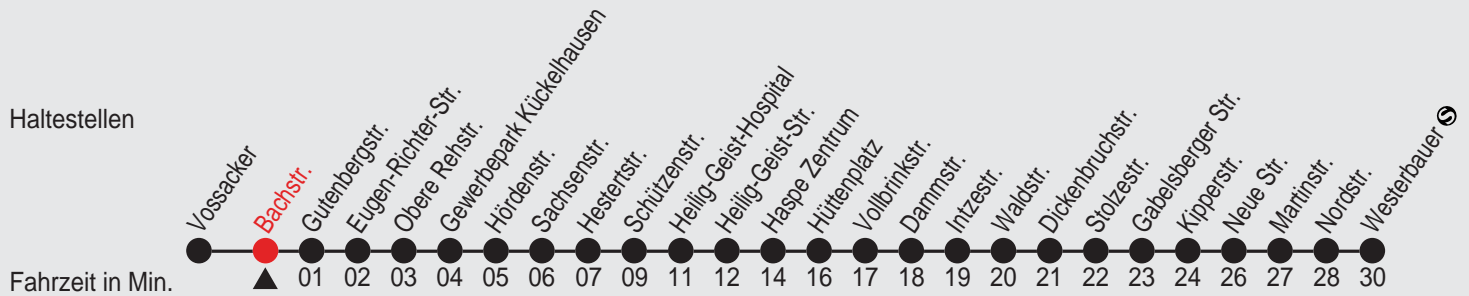 Haltestellen
Vossacker
Bachstr.
Gutenbergstr.
Eugen-Richter-Str.
Obere Rehstr.
Gewerbepark Kückelhausen
Hördenstr.
Sachsenstr.
Hestertstr.
Schützenstr.
Heilig-Geist-Hospital
Heilig-Geist-Str.
Haspe Zentrum
Hüttenplatz
Vollbrinkstr.
Dammstr.
Intzestr.
Waldstr.
Dickenbruchstr.
Stolzestr.
Gabelsberger Str.
Kipperstr.
Neue Str.
Martinstr.
Nordstr.
Westerbauer S
Fahrzeit in Min. 01 02 03 04 05 06 07 09 11 12 14 16 17 18 19 20 21 22 23 24 26 27 28 30